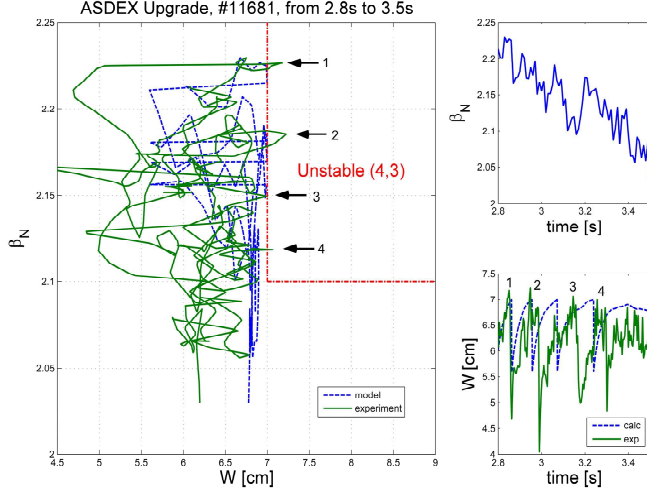 ASDEX Upgrade, #11681, from 2.8s to 3.5s
2.25
2.2
2.15
2.1
2.05
2
β_N
1
2
Unstable (4,3)
3
4
model
experiment
4.5 5 5.5 6 6.5 7 7.5 8 8.5 9
W [cm]
2.25
2.2
2.15
2.1
2.05
2
β_N
2.8 3 3.2 3.4
time [s]
7.5
7
6.5
6
5.5
5
4.5
4
W [cm]
1 2 3 4
calc
exp
2.8 3 3.2 3.4
time [s]